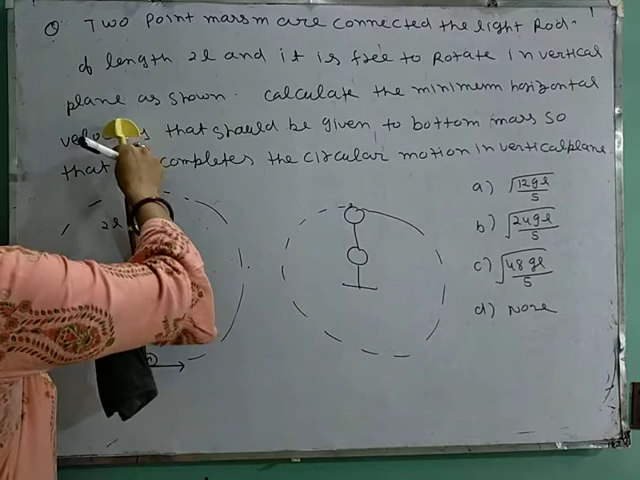 Q Two point mass m are connected the light Rod
of length 2l and it is free to Rotate in vertical
plane as shown. Calculate the minimum horizontal
that should be given to bottom mass so
that completes the circular motion in vertical plane
a) √12gl/5
2l
b) √24gl/5
c) √48gl/5
d) None